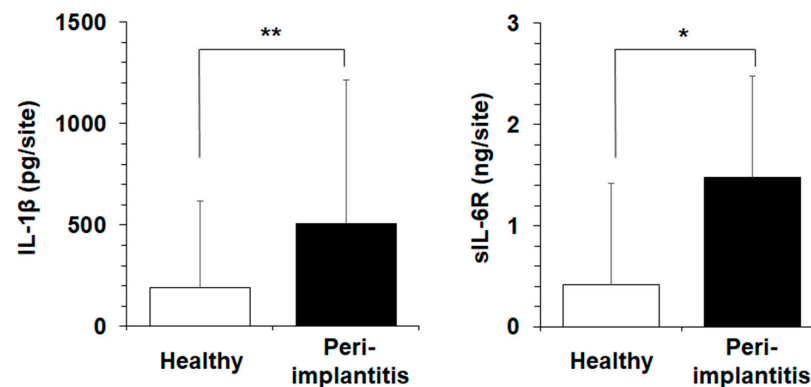 IL-1β (pg/site)
1500
1000
500
0
**
Healthy
Peri-
implantitis
sIL-6R (ng/site)
3
2
1
0
*
Healthy
Peri-
implantitis